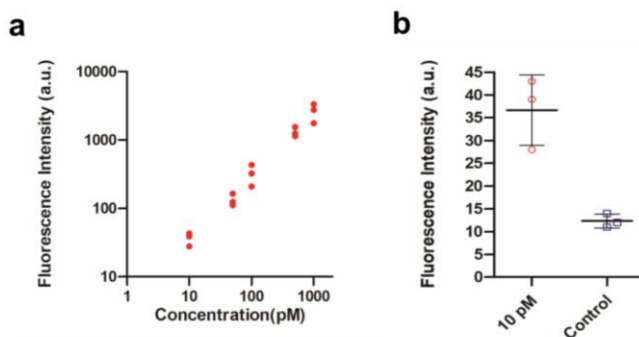 a
Fluorescence Intensity (a.u.)
10000
1000
100
10
1
10
100
1000
Concentration(pM)
b
Fluorescence Intensity (a.u.)
45
40
35
30
25
20
15
10
5
0
10 pM
Control